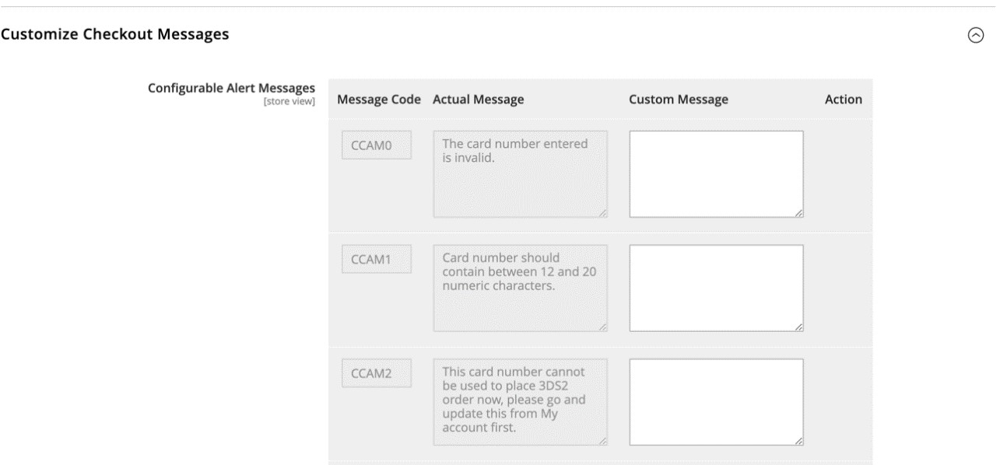 Customize Checkout Messages
Configurable Alert Messages
[store view]
Message Code Actual Message Custom Message Action
CCAM0
The card number entered
is invalid.
CCAM1
Card number should
contain between 12 and 20
numeric characters.
CCAM2
This card number cannot
be used to place 3DS2
order now, please go and
update this from My
account first.